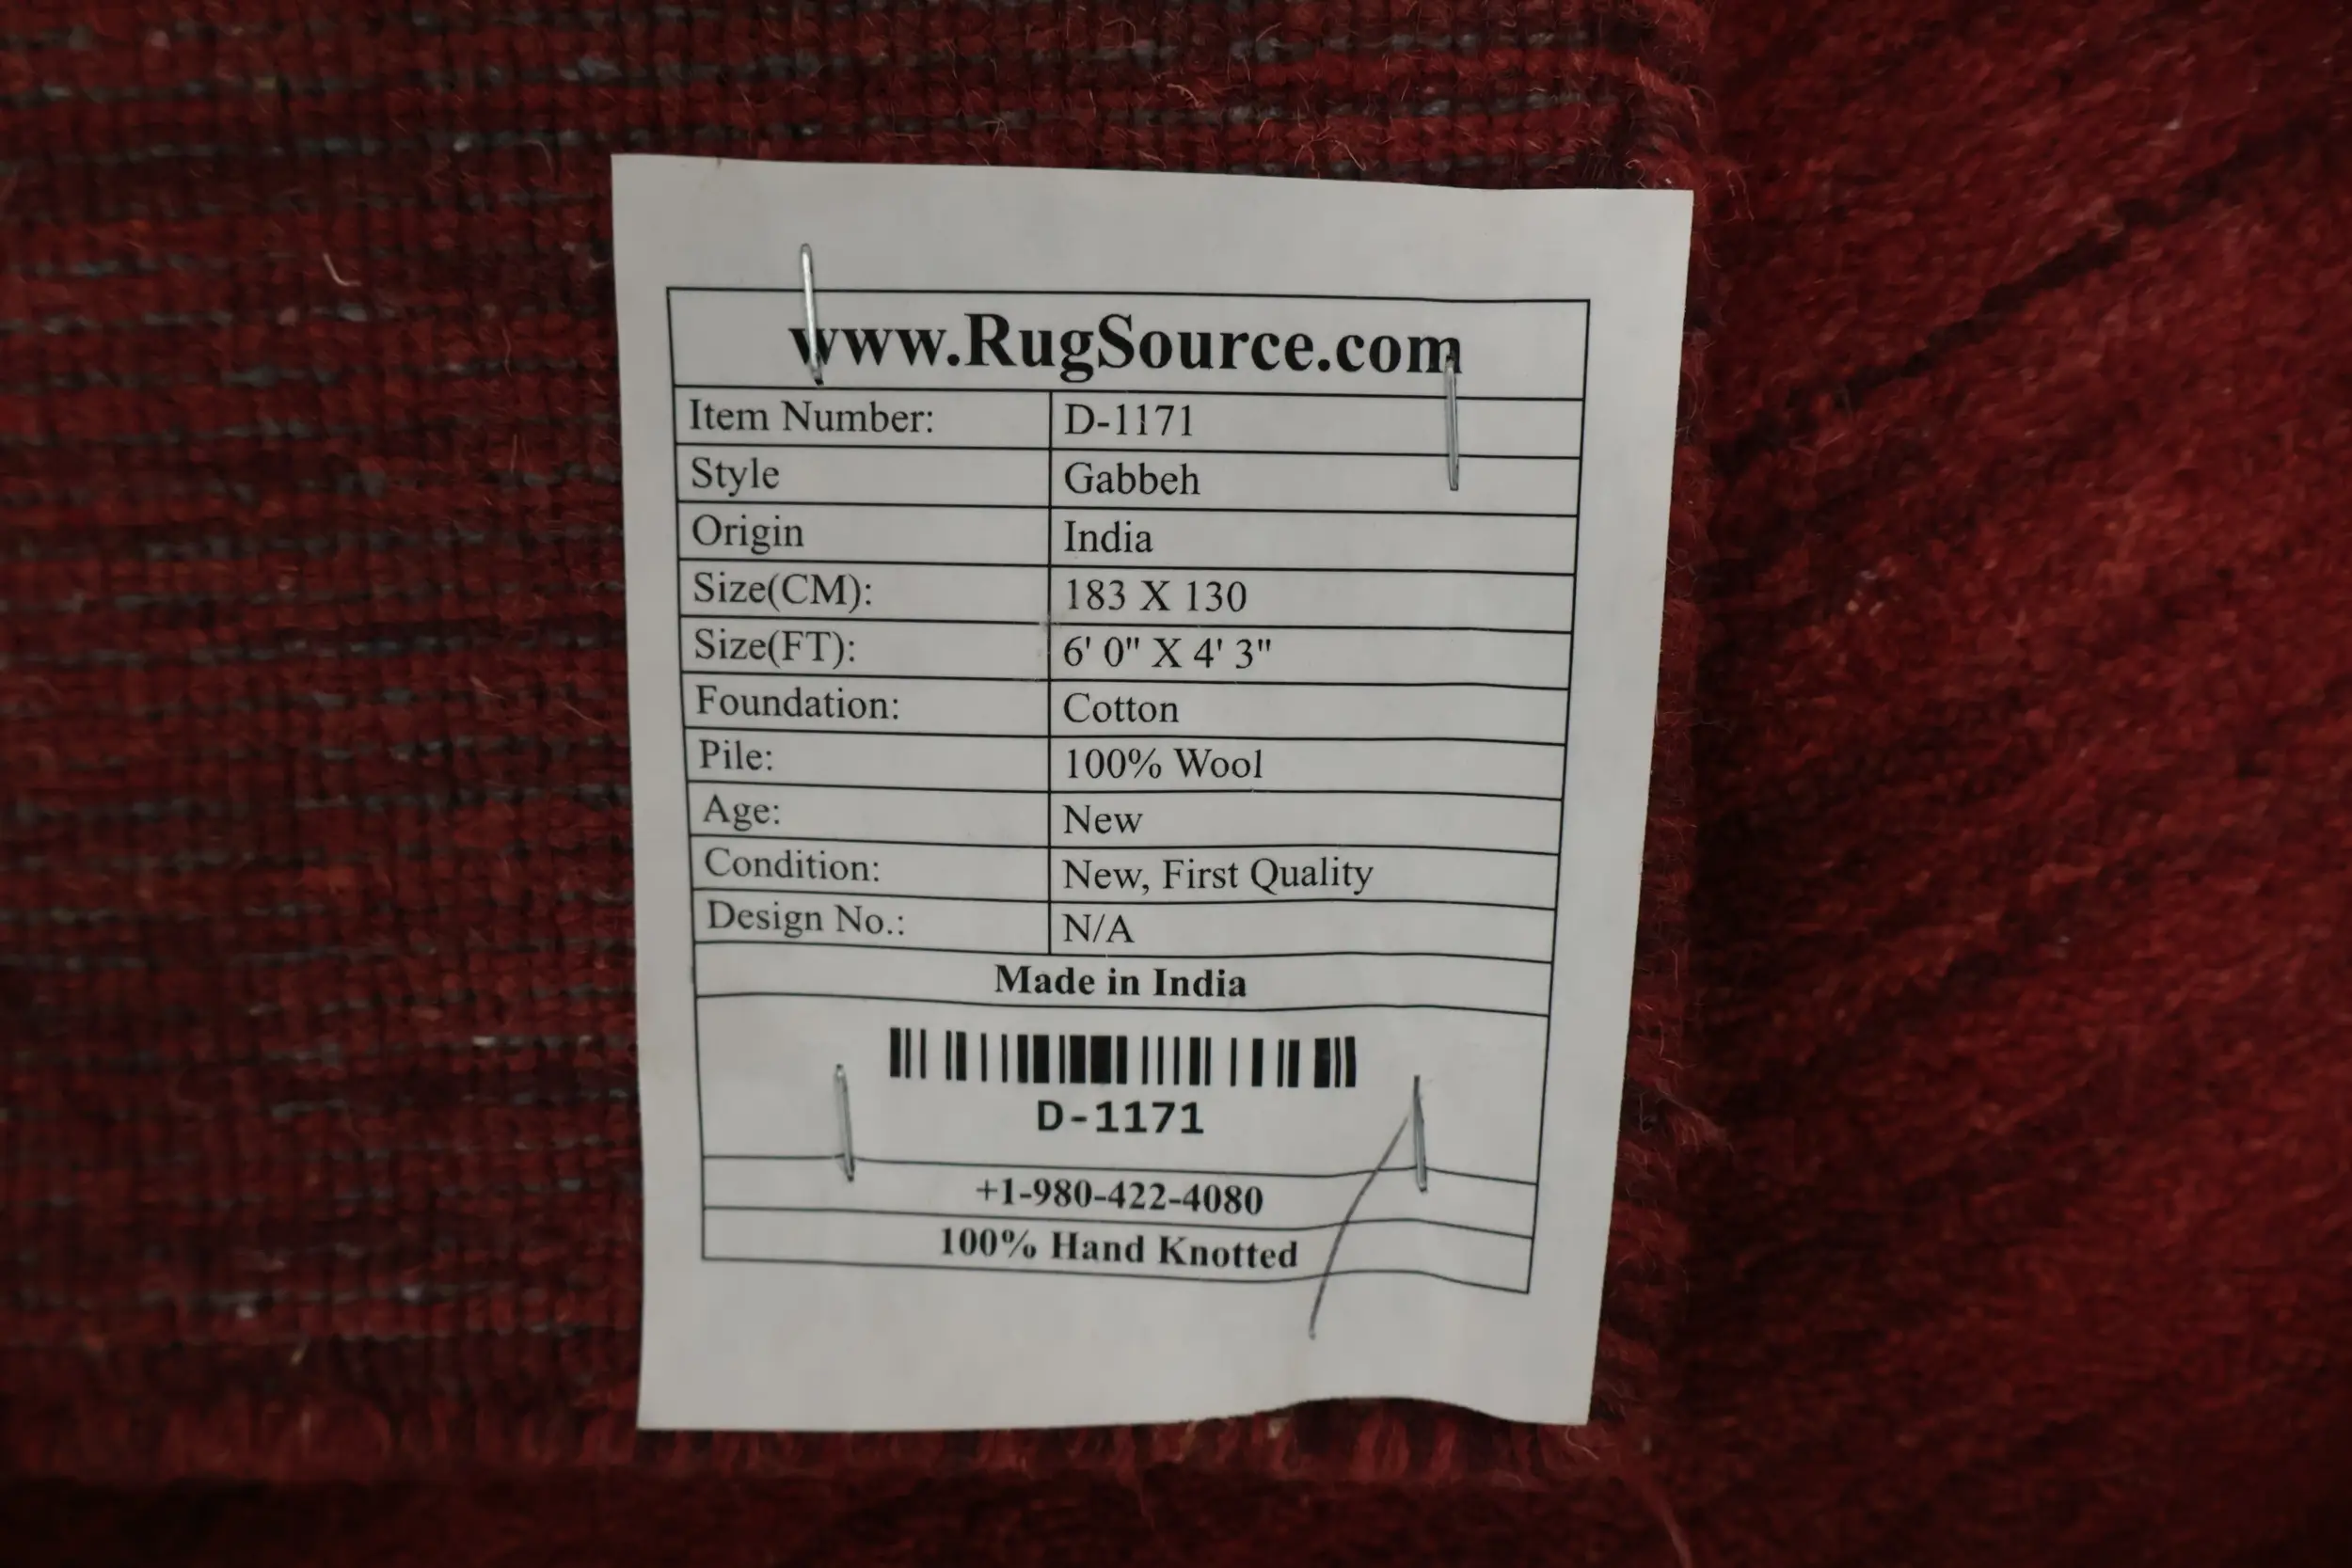 www.RugSource.com
Item Number: D-1171
Style Gabbeh
Origin India
Size(CM): 183 X 130
Size(FT): 6' 0" X 4' 3"
Foundation: Cotton
Pile: 100% Wool
Age: New
Condition: New, First Quality
Design No.: N/A
Made in India
D-1171
+1-980-422-4080
100% Hand Knotted